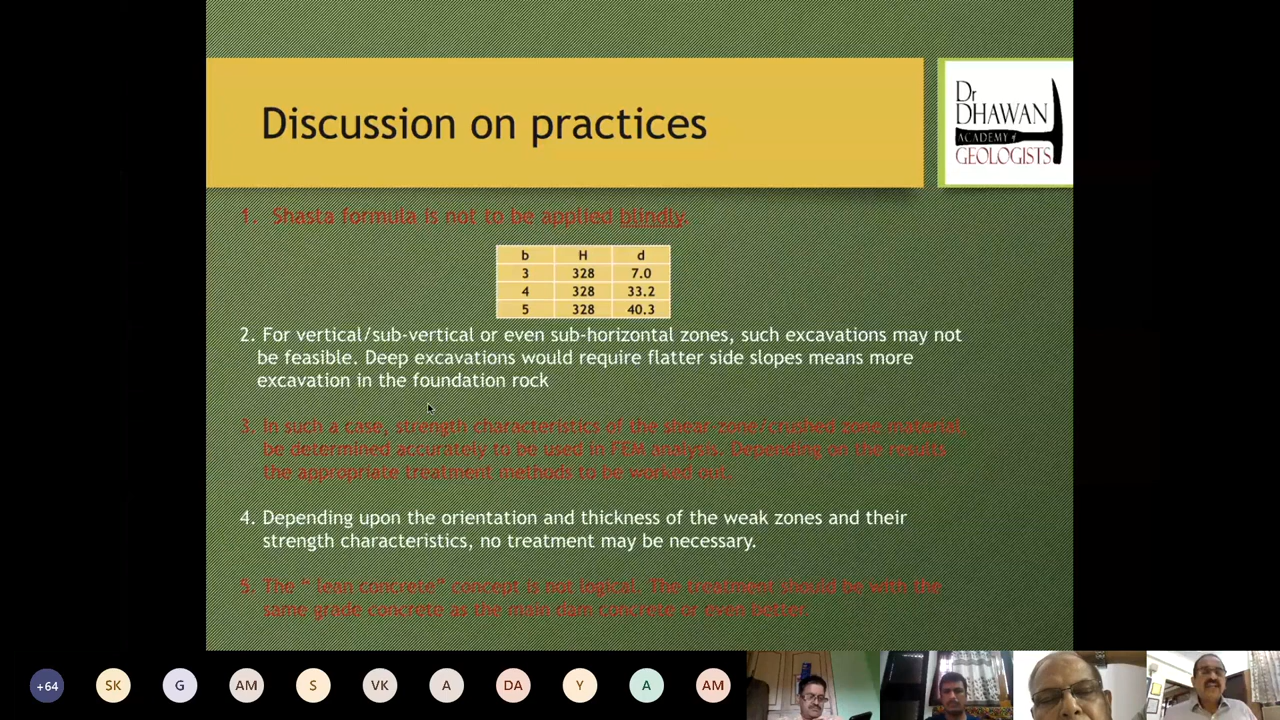 Discussion on practices
Dr
DHAWAN
ACADEMY of
GEOLOGISTS
1. Shasta formula is not to be applied blindly.
b H d
3 328 7.0
4 328 33.2
5 328 40.3
2. For vertical/sub-vertical or even sub-horizontal zones, such excavations may not
be feasible. Deep excavations would require flatter side slopes means more
excavation in the foundation rock
3. In such a case, strength characteristics of the shear zone/crushed zone material,
be determined accurately to be used in FEM analysis. Depending on the results
the appropriate treatment methods to be worked out.
4. Depending upon the orientation and thickness of the weak zones and their
strength characteristics, no treatment may be necessary.
5. The " lean concrete" concept is not logical. The treatment should be with the
same grade concrete as the main dam concrete or even better.
+64 SK G AM S VK A DA Y A AM